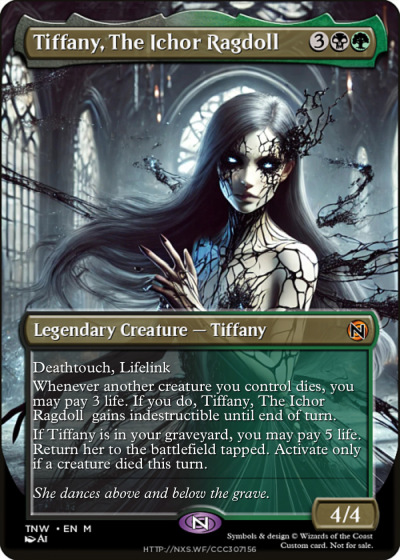 Tiffany, The Ichor Ragdoll 3
Legendary Creature — Tiffany
Deathtouch, Lifelink
Whenever another creature you control dies, you
may pay 3 life. If you do, Tiffany, The Ichor
Ragdoll gains indestructible until end of turn.
If Tiffany is in your graveyard, you may pay 5 life.
Return her to the battlefield tapped. Activate only
if a creature died this turn.
She dances above and below the grave.
4/4
TNW • EN M
AI
N
Symbols & design © Wizards of the Coast
Custom card. Not for sale.
HTTP://NXS.WF/CCC307156